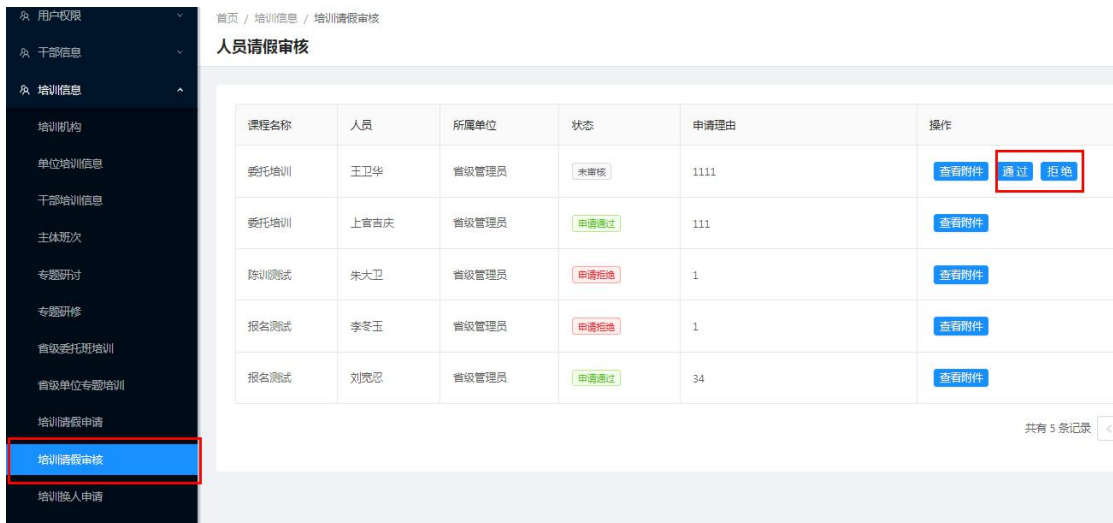 用户权限
干部信息
培训信息
培训机构
单位培训信息
干部培训信息
主体班次
专题研讨
专题研修
省级委托班培训
省级单位专题培训
培训请假申请
培训请假审核
培训换人申请
首页 / 培训信息 / 培训请假审核
人员请假审核
课程名称 人员 所属单位 状态 申请理由 操作
委托培训 王卫华 省级管理员 未审核 1111 查看附件 通过 拒绝
委托培训 上官吉庆 省级管理员 申请通过 111 查看附件
陈训测试 朱大卫 省级管理员 申请拒绝 1 查看附件
报名测试 李冬玉 省级管理员 申请拒绝 1 查看附件
报名测试 刘宽忍 省级管理员 申请通过 34 查看附件
共有 5 条记录 <